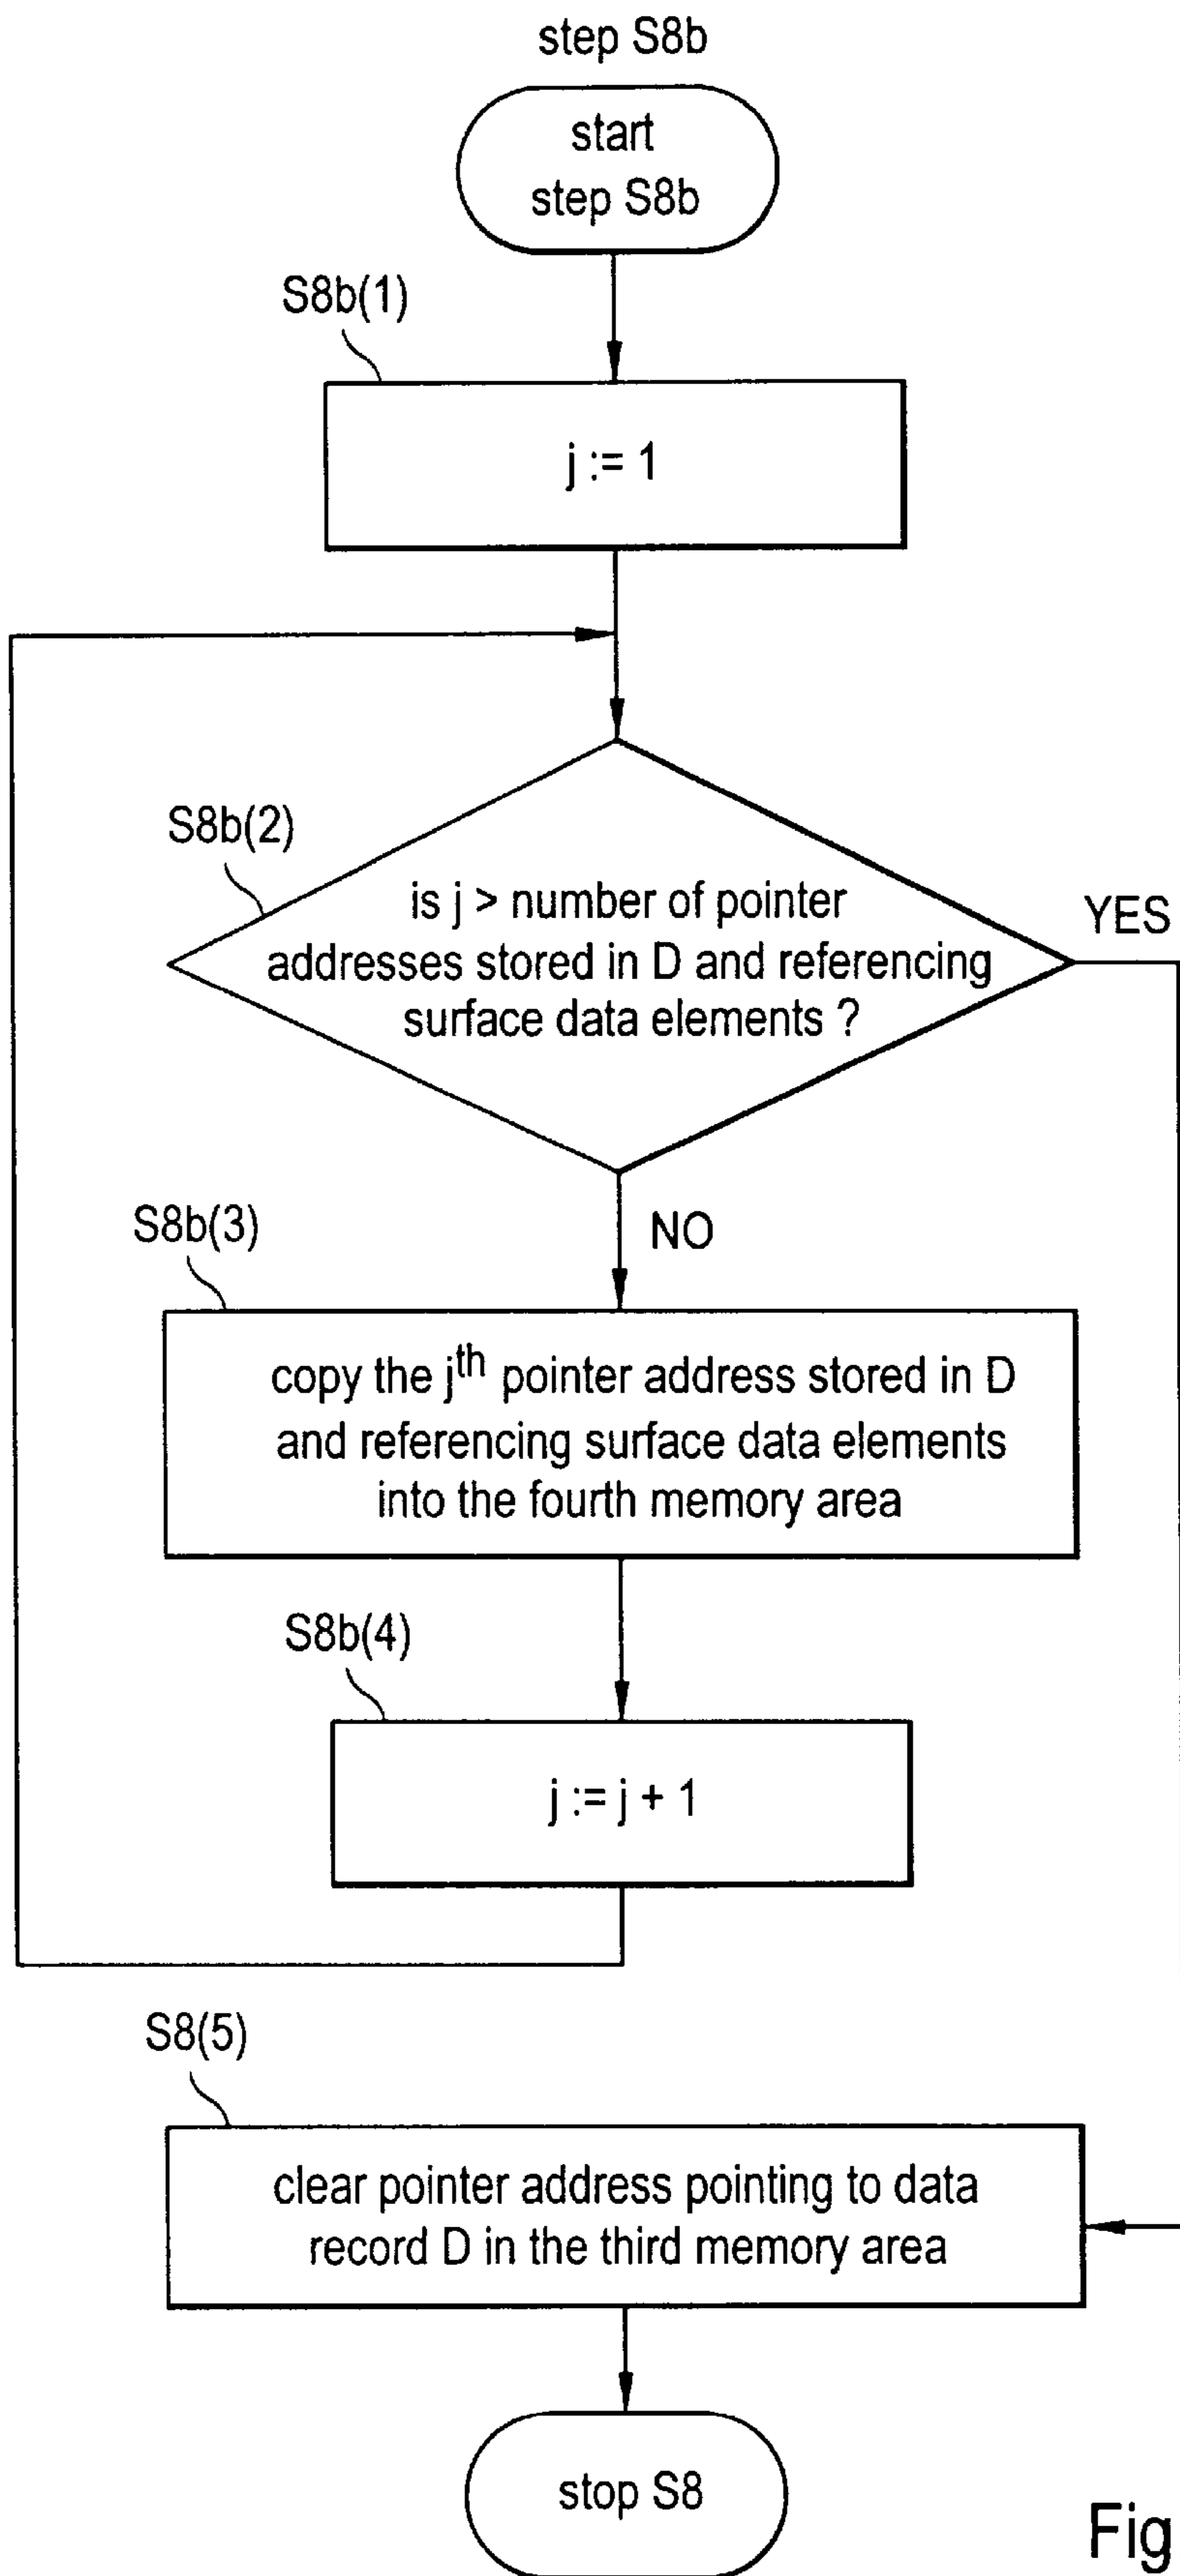 step S8b
start
step S8b
S8b(1)
j := 1
S8b(2)
is j > number of pointer
addresses stored in D and referencing
surface data elements ?
YES
NO
S8b(3)
copy the jth pointer address stored in D
and referencing surface data elements
into the fourth memory area
S8b(4)
j := j + 1
S8(5)
clear pointer address pointing to data
record D in the third memory area
stop S8
Fig